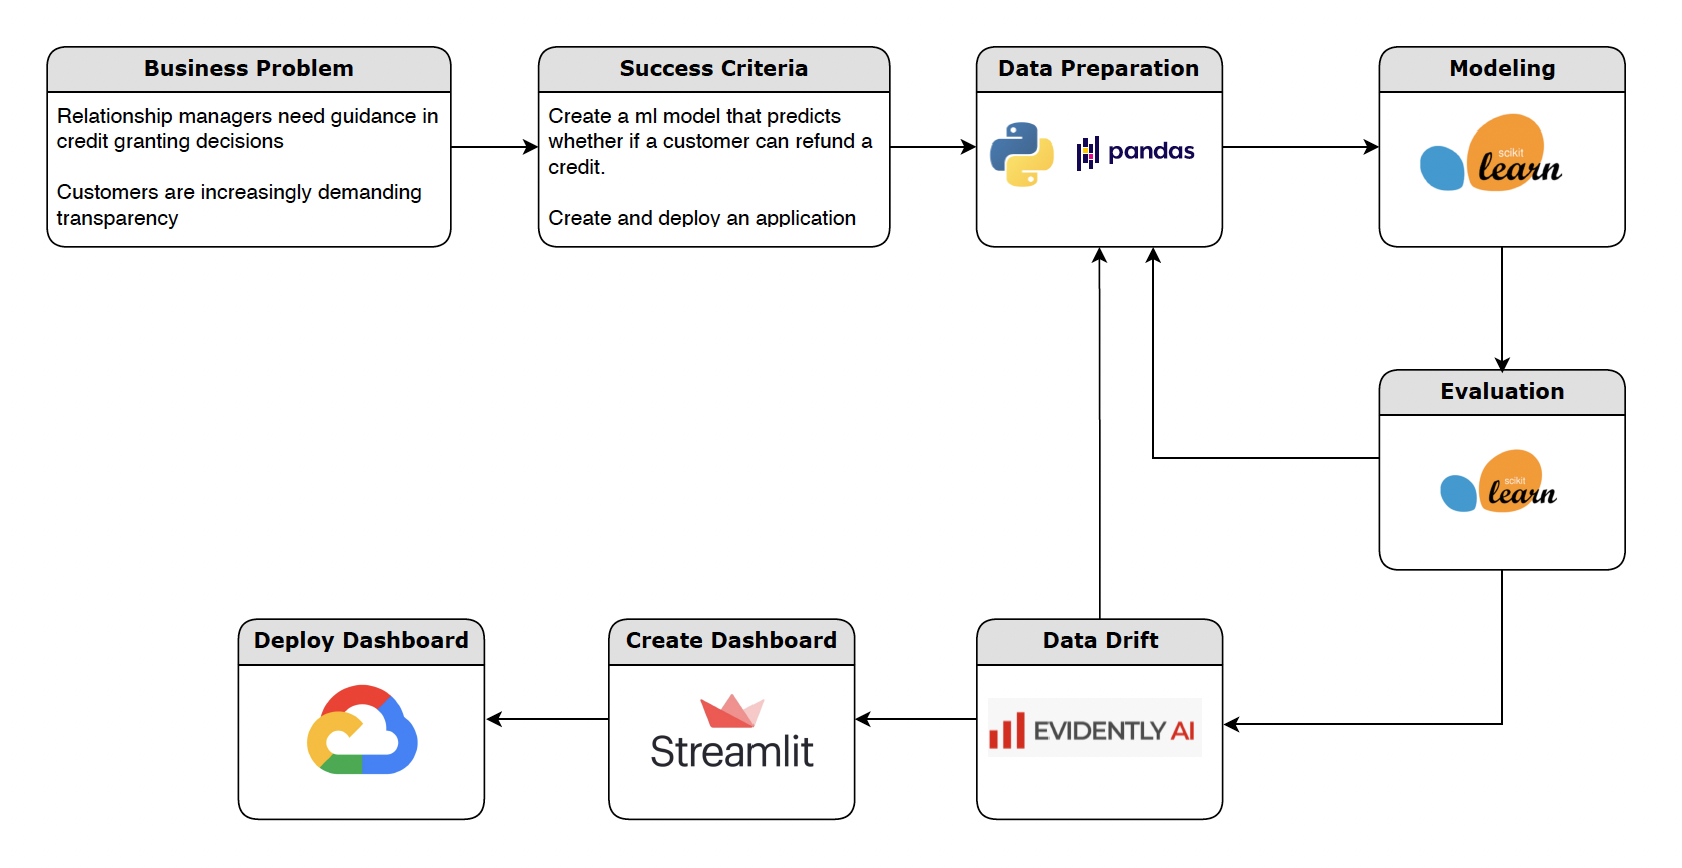 Business Problem
Relationship managers need guidance in
credit granting decisions
Customers are increasingly demanding
transparency
Success Criteria
Create a ml model that predicts
whether if a customer can refund a
credit.
Create and deploy an application
Data Preparation
pandas
Modeling
scikit
learn
Evaluation
scikit
learn
Data Drift
EVIDENTLY AI
Create Dashboard
Streamlit
Deploy Dashboard